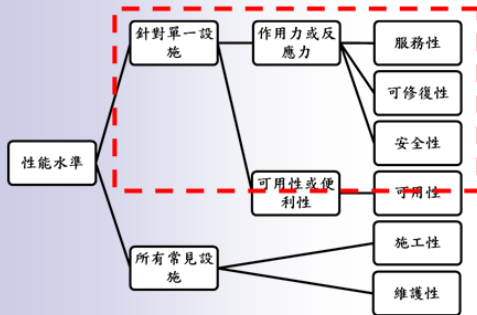 針對單一設
施
作用力或反
應力
服務性
可修復性
安全性
性能水準
可用性或便
利性
可用性
所有常見設
施
施工性
維護性